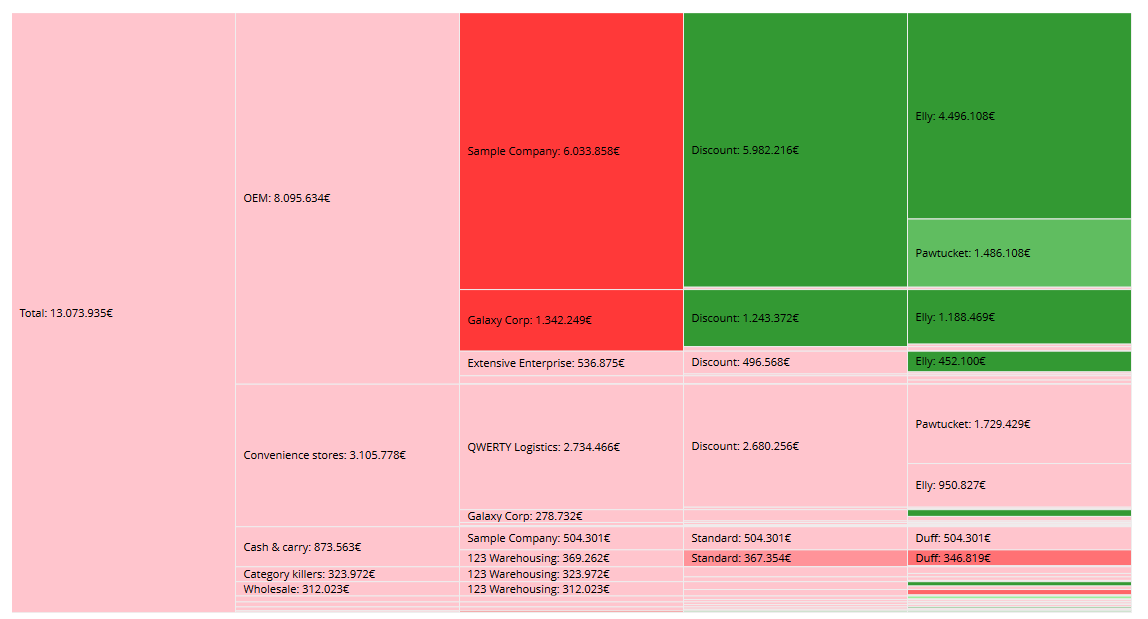 Total: 13.073.935€
OEM: 8.095.634€
Convenience stores: 3.105.778€
Cash & carry: 873.563€
Category killers: 323.972€
Wholesale: 312.023€
Sample Company: 6.033.858€
Galaxy Corp: 1.342.249€
Extensive Enterprise: 536.875€
QWERTY Logistics: 2.734.466€
Galaxy Corp: 278.732€
Sample Company: 504.301€
123 Warehousing: 369.262€
123 Warehousing: 323.972€
123 Warehousing: 312.023€
Discount: 5.982.216€
Discount: 1.243.372€
Discount: 496.568€
Discount: 2.680.256€
Standard: 504.301€
Standard: 367.354€
Elly: 4.496.108€
Pawtucket: 1.486.108€
Elly: 1.188.469€
Elly: 452.100€
Pawtucket: 1.729.429€
Elly: 950.827€
Duff: 504.301€
Duff: 346.819€